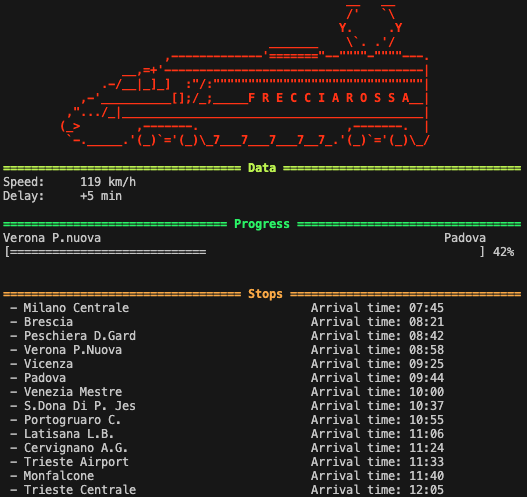 FRECCIAROSSA
Data
Speed: 119 km/h
Delay: +5 min
Progress
Verona P.nuova Padova
[============================ ] 42%
Stops
- Milano Centrale Arrival time: 07:45
- Brescia Arrival time: 08:21
- Peschiera D.Gard Arrival time: 08:42
- Verona P.Nuova Arrival time: 08:58
- Vicenza Arrival time: 09:25
- Padova Arrival time: 09:44
- Venezia Mestre Arrival time: 10:00
- S.Dona Di P. Jes Arrival time: 10:37
- Portogruaro C. Arrival time: 10:55
- Latisana L.B. Arrival time: 11:06
- Cervignano A.G. Arrival time: 11:24
- Trieste Airport Arrival time: 11:33
- Monfalcone Arrival time: 11:40
- Trieste Centrale Arrival time: 12:05